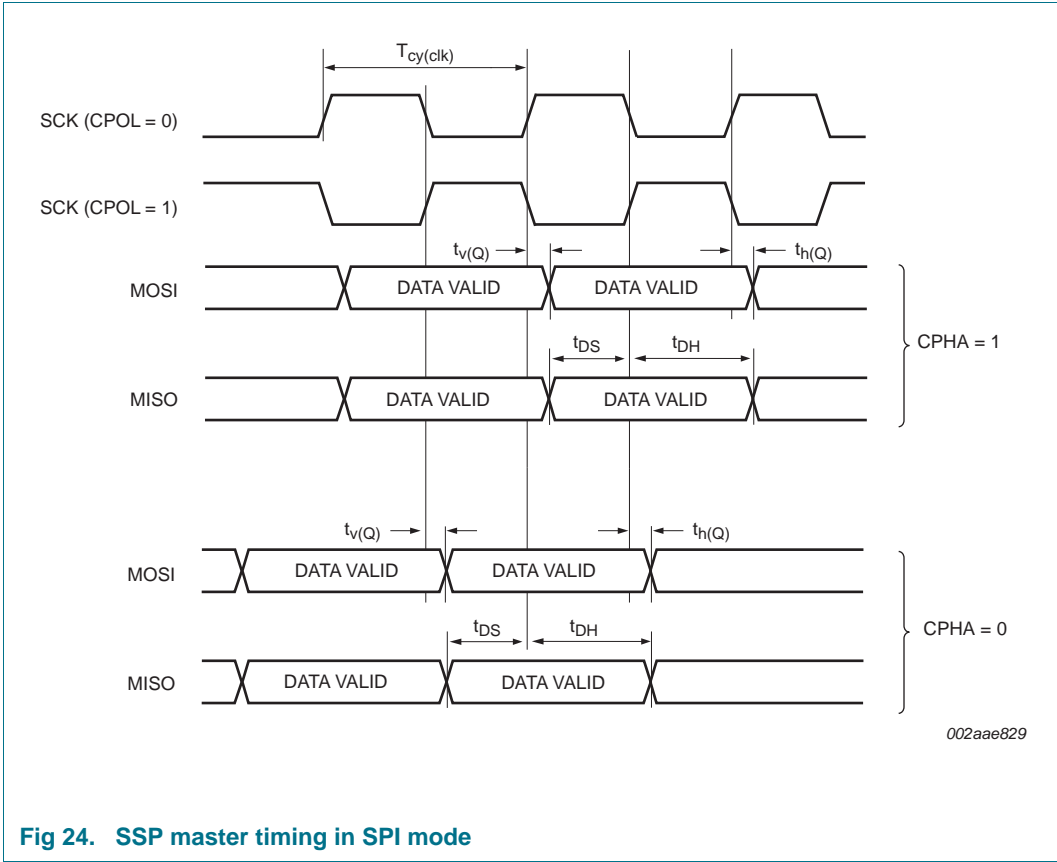 Tcy(clk)
SCK (CPOL = 0)
SCK (CPOL = 1)
tv(Q) th(Q)
MOSI DATA VALID DATA VALID
CPHA = 1
tDS tDH
MISO DATA VALID DATA VALID
tv(Q) th(Q)
MOSI DATA VALID DATA VALID
CPHA = 0
tDS tDH
MISO DATA VALID DATA VALID
002aae829
Fig 24. SSP master timing in SPI mode